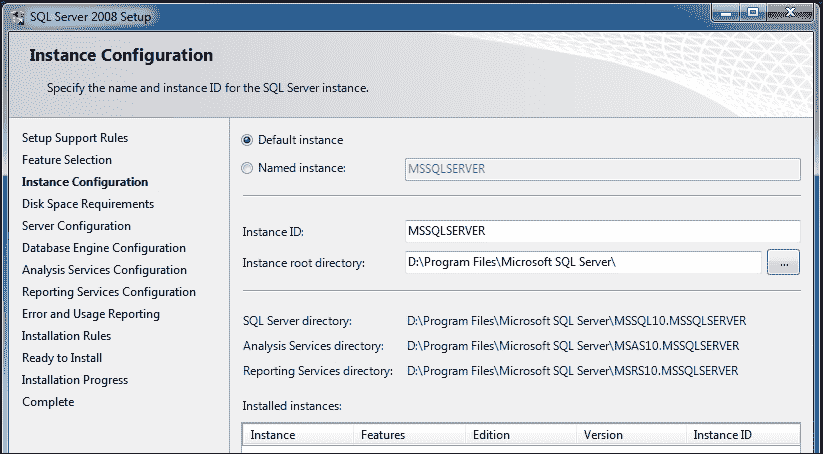 SQL Server 2008 Setup
Instance Configuration
Specify the name and instance ID for the SQL Server instance.
Setup Support Rules
Feature Selection
Instance Configuration
Disk Space Requirements
Server Configuration
Database Engine Configuration
Analysis Services Configuration
Reporting Services Configuration
Error and Usage Reporting
Installation Rules
Ready to Install
Installation Progress
Complete
Default instance
Named instance: MSSQLSERVER
Instance ID: MSSQLSERVER
Instance root directory: D:\Program Files\Microsoft SQL Server\ ...
SQL Server directory: D:\Program Files\Microsoft SQL Server\MSSQL10.MSSQLSERVER
Analysis Services directory: D:\Program Files\Microsoft SQL Server\MSAS10.MSSQLSERVER
Reporting Services directory: D:\Program Files\Microsoft SQL Server\MSRS10.MSSQLSERVER
Installed instances:
Instance Features Edition Version Instance ID